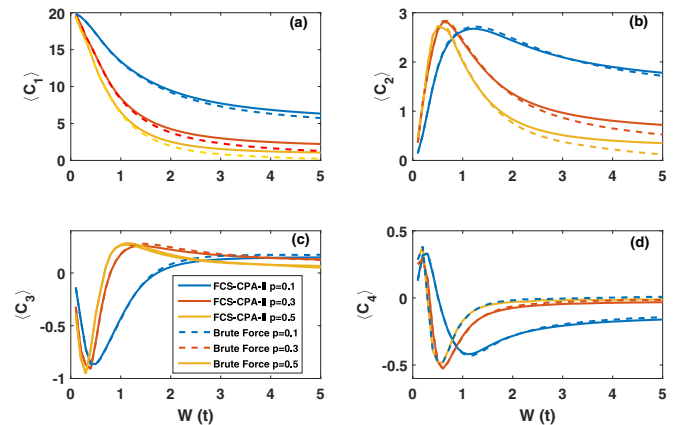 (a)
20
15
10
5
0
⟨C1⟩
0 1 2 3 4 5
(b)
3
2
1
0
⟨C2⟩
0 1 2 3 4 5
(c)
0
-0.5
-1
⟨C3⟩
FCS-CPA-II p=0.1
FCS-CPA-II p=0.3
FCS-CPA-II p=0.5
Brute Force p=0.1
Brute Force p=0.3
Brute Force p=0.5
0 1 2 3 4 5
W (t)
(d)
0.5
0
-0.5
⟨C4⟩
0 1 2 3 4 5
W (t)